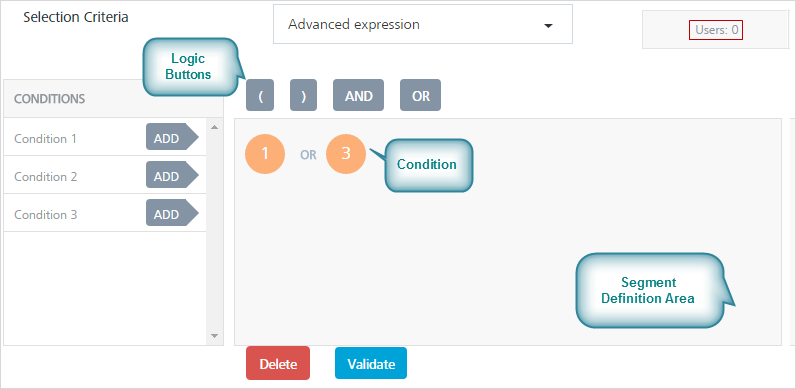 Selection Criteria
Advanced expression
Users: 0
Logic
Buttons
CONDITIONS
( ) AND OR
Condition 1 ADD
Condition 2 ADD
Condition 3 ADD
1 OR 3
Condition
Segment
Definition Area
Delete Validate